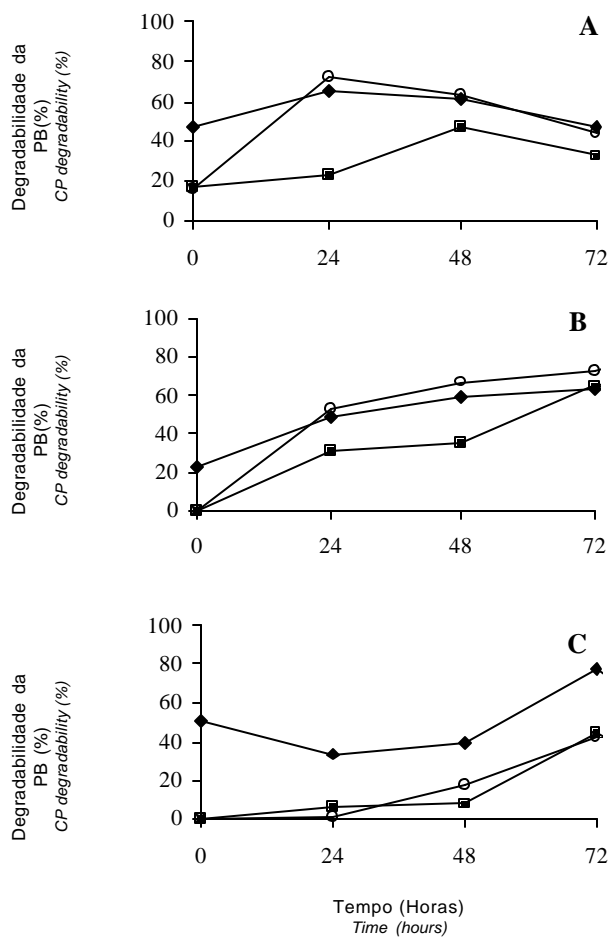 A
Degradabilidade da
PB(%)
CP degradability (%)
100
80
60
40
20
0
0 24 48 72
B
Degradabilidade da
PB(%)
CP degradability (%)
100
80
60
40
20
0
0 24 48 72
C
Degradabilidade da
PB (%)
CP degradability (%)
100
80
60
40
20
0
0 24 48 72
Tempo (Horas)
Time (hours)